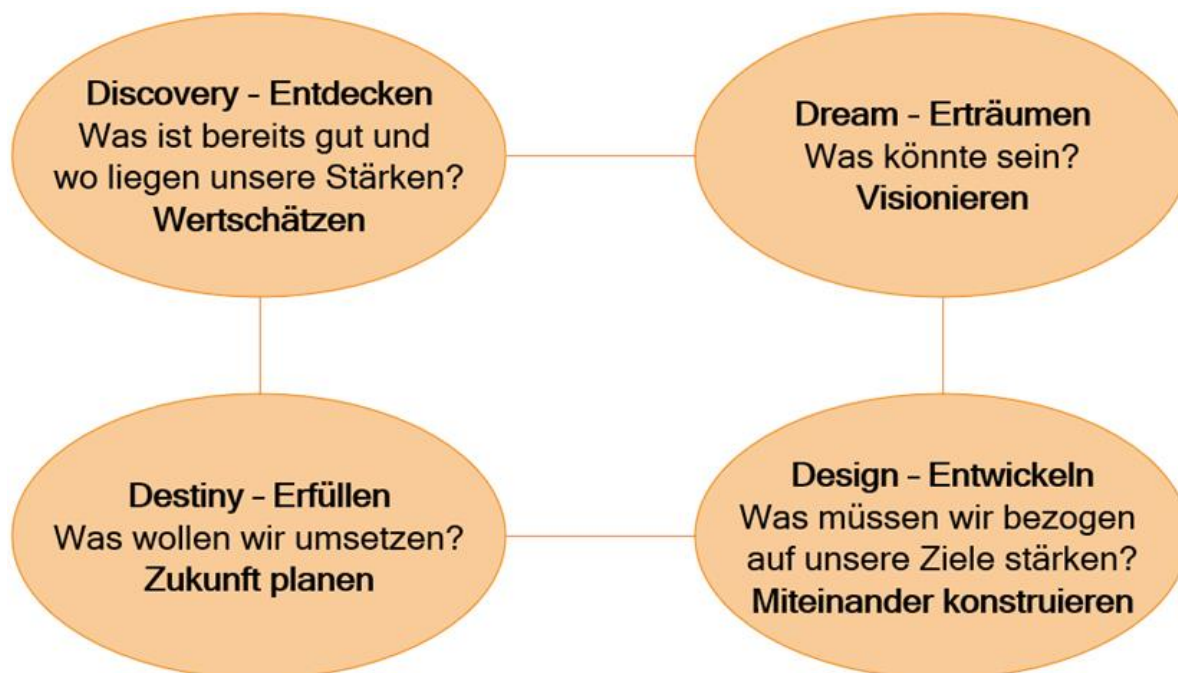 Discovery – Entdecken
Was ist bereits gut und
wo liegen unsere Stärken?
Wertschätzen
Dream – Erträumen
Was könnte sein?
Visionieren
Destiny – Erfüllen
Was wollen wir umsetzen?
Zukunft planen
Design – Entwickeln
Was müssen wir bezogen
auf unsere Ziele stärken?
Miteinander konstruieren